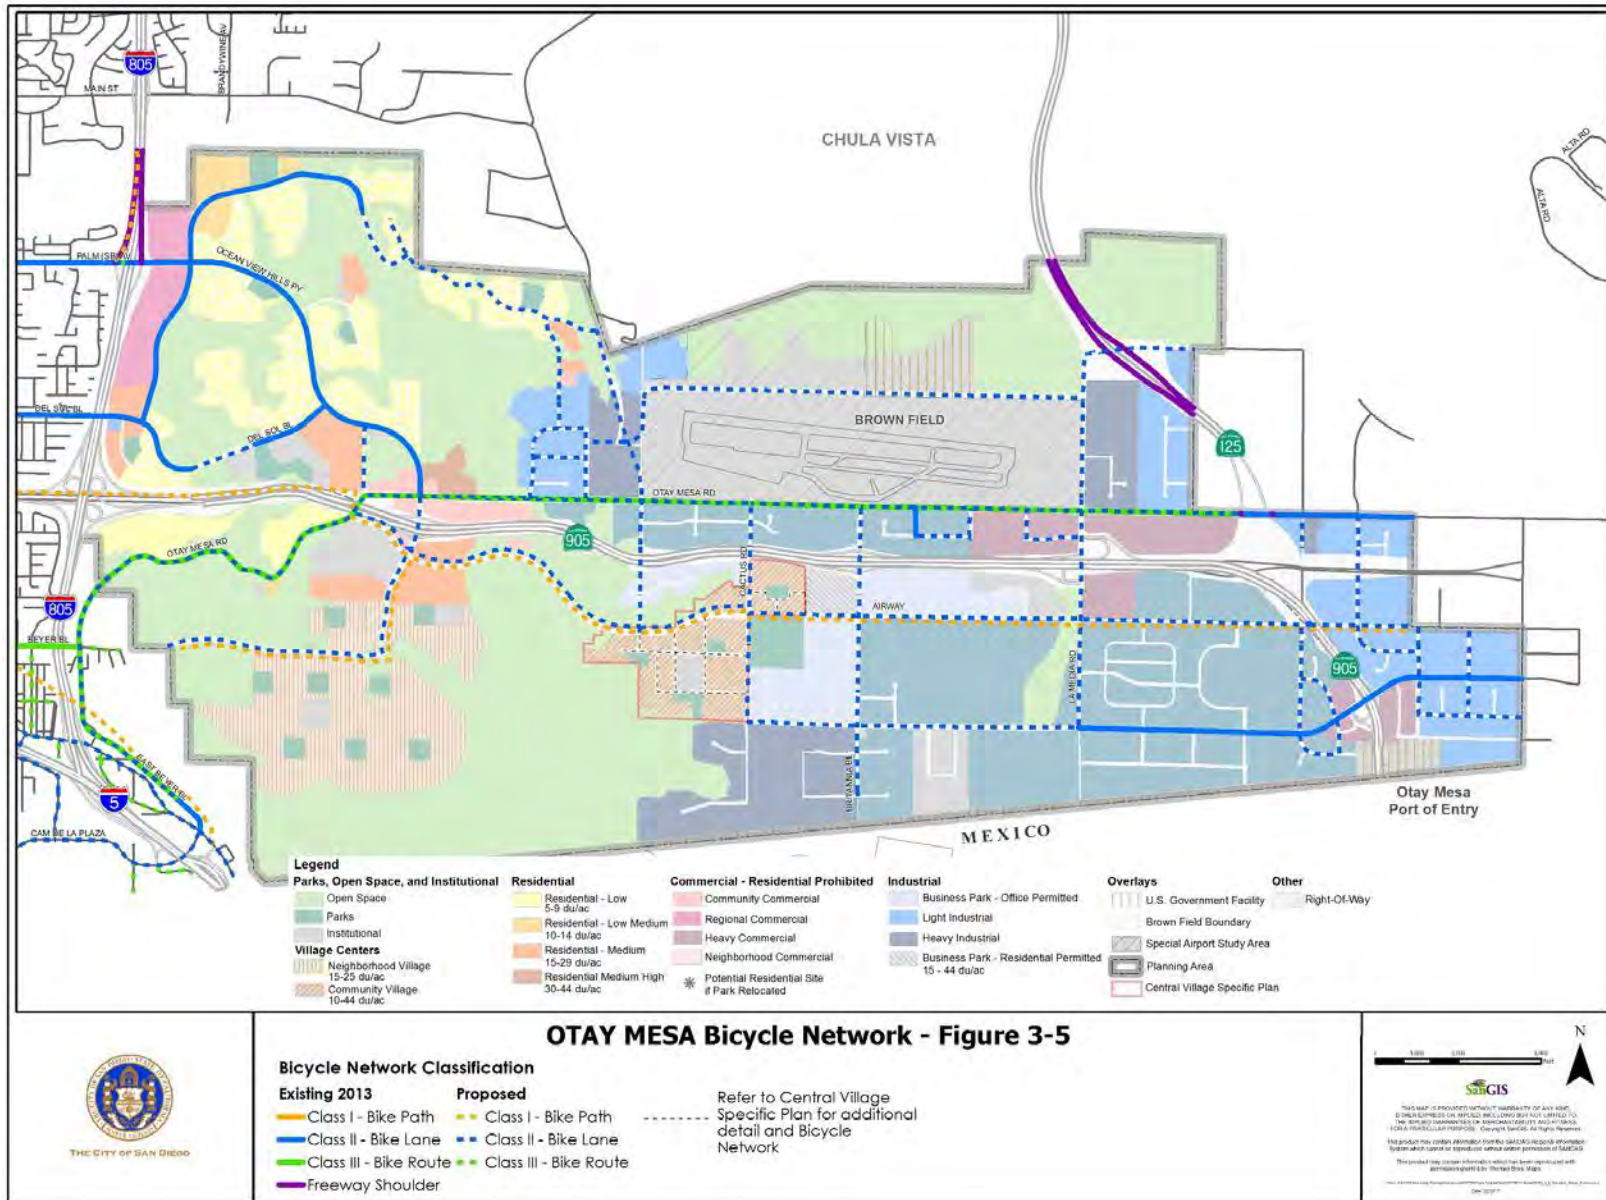 805
MAIN ST
BRANDYWINE AV
CHULA VISTA
ALTA RD
ALTA RD
OCEAN VIEW HILLS PY
DEL SOL BL
DEL SOL BL
BROWN FIELD
125
OTAY MESA RD
905
OTAY MESA RD
CACTUS RD
AIRWAY
805
BEYER BL
LA MEDIA RD
905
EAST BEYER BL
BRITANNIA BL
5
CAM DE LA PLAZA
Otay Mesa
Port of Entry
MEXICO
Legend
Parks, Open Space, and Institutional
Open Space
Parks
Institutional
Village Centers
Neighborhood Village
15-25 du/ac
Community Village
10-44 du/ac
Residential
Residential - Low
5-9 du/ac
Residential - Low Medium
10-14 du/ac
Residential - Medium
15-29 du/ac
Residential Medium High
30-44 du/ac
Commercial - Residential Prohibited
Community Commercial
Regional Commercial
Heavy Commercial
Neighborhood Commercial
Potential Residential Site
if Park Relocated
Industrial
Business Park - Office Permitted
Light Industrial
Heavy Industrial
Business Park - Residential Permitted
15 - 44 du/ac
Overlays
U.S. Government Facility
Brown Field Boundary
Special Airport Study Area
Planning Area
Central Village Specific Plan
Other
Right-Of-Way
THE CITY OF SAN DIEGO
OTAY MESA Bicycle Network - Figure 3-5
Bicycle Network Classification
Existing 2013
Class I - Bike Path
Class II - Bike Lane
Class III - Bike Route
Freeway Shoulder
Proposed
Class I - Bike Path
Class II - Bike Lane
Class III - Bike Route
Refer to Central Village
Specific Plan for additional
detail and Bicycle
Network
N
SanGIS